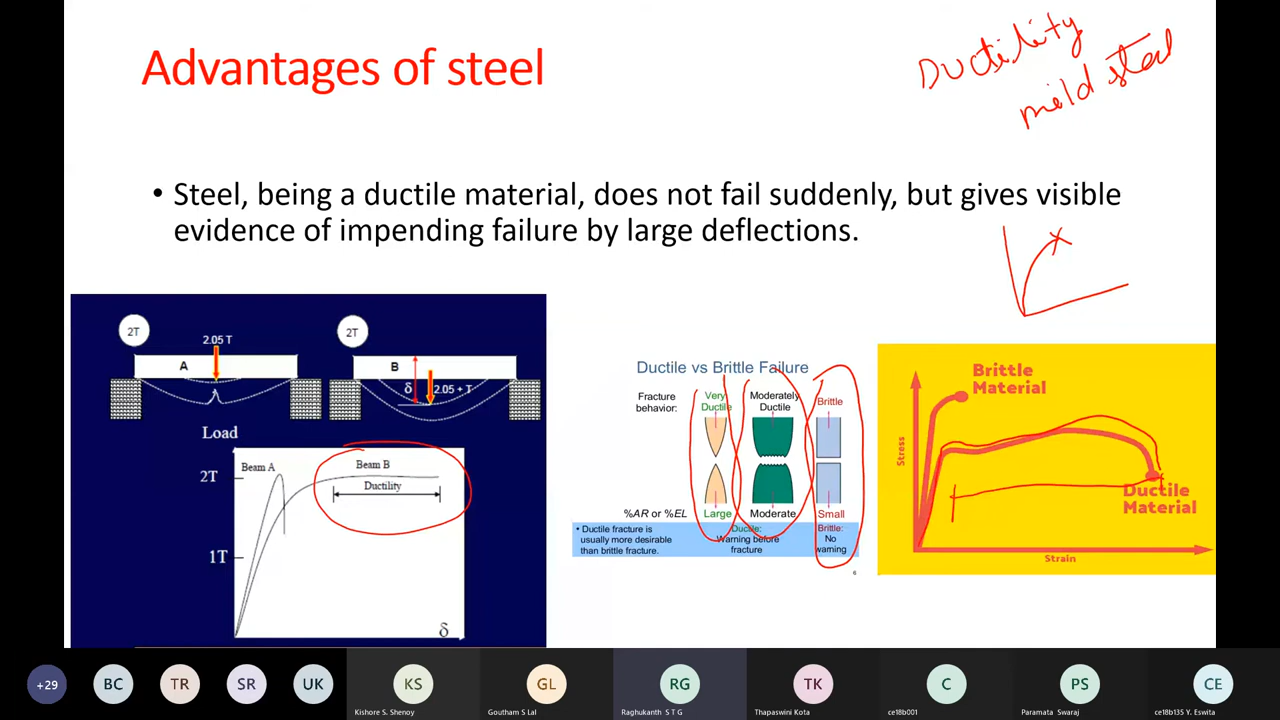 Advantages of steel
Ductility
mild steel
• Steel, being a ductile material, does not fail suddenly, but gives visible
evidence of impending failure by large deflections.
2T
2.05 T
A
2T
B
δ
2.05 + T
Load
2T
1T
Beam A
Beam B
Ductility
δ
Ductile vs Brittle Failure
Fracture
behavior:
Very
Ductile
Moderately
Ductile
Brittle
%AR or %EL
Large
Moderate
Small
• Ductile fracture is
usually more desirable
than brittle fracture.
Ductile:
Warning before
fracture
Brittle:
No
warning
6
Brittle
Material
Stress
Ductile
Material
Strain
+29
BC
TR
SR
UK
KS
Kishore S. Shenoy
GL
Goutham S Lal
RG
Raghukanth S T G
TK
Thapaswini Kota
C
ce18b001
PS
Paramata Swaraj
CE
ce18b135 Y. Eswita